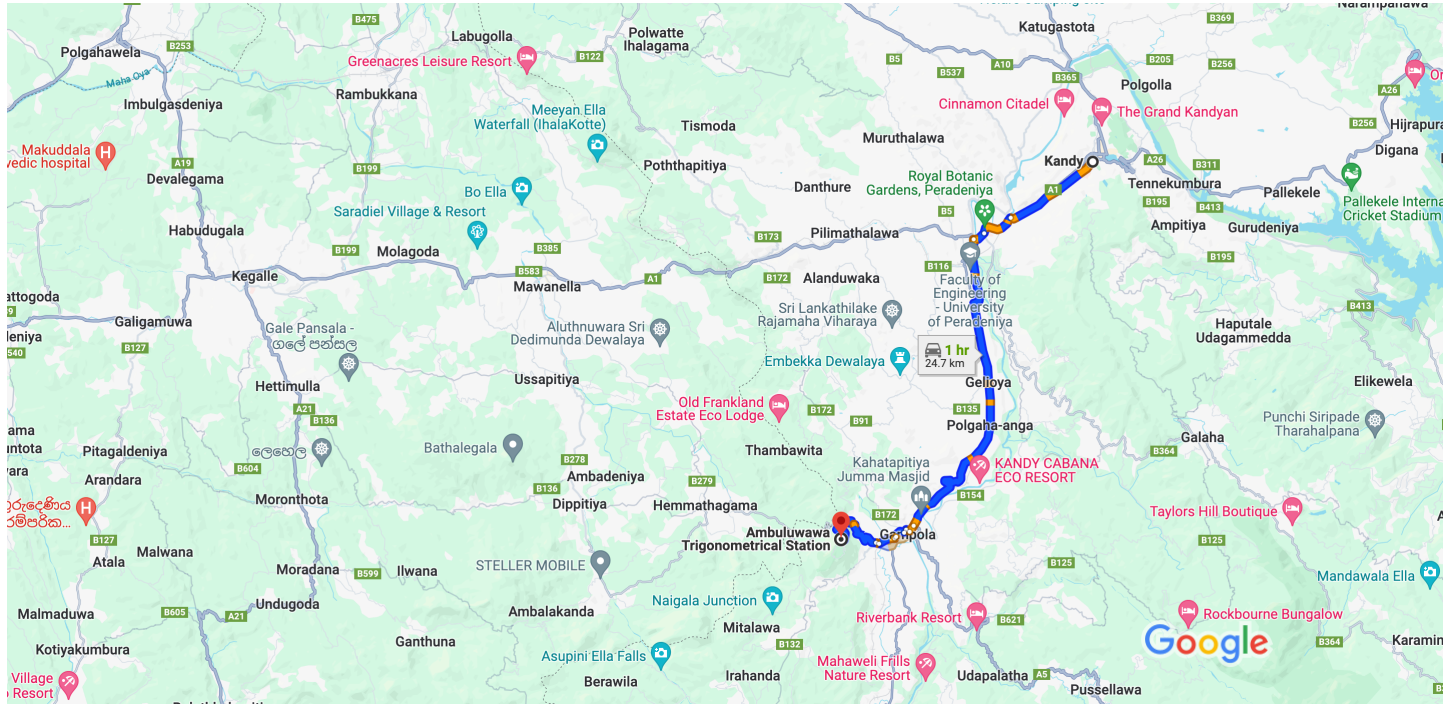 Polgahawela
B253
Maha Oya
Imbulgasdeniya
Makuddala
vedic hospital
A19
Devalegama
Habudugala
Kegalle
attogoda
Galigamuwa
deniya
540
B127
B475
Labugolla
Greenacres Leisure Resort
B122
Polwatte
Ihalagama
Rambukkana
Meeyan Ella
Waterfall (IhalaKotte)
Tismoda
B199
Poththapitiya
Bo Ella
Saradiel Village & Resort
B199
Molagoda
B385
B583
Mawanella
A1
B173
B172
Gale Pansala -
ගලේ පන්සල
Aluthnuwara Sri
Dedimunda Dewalaya
Ussapitiya
Hettimulla
A21
B136
ලෙහෙල
B604
Pitagaldeniya
Arandara
Moronthota
Bathalegala
B278
Ambadeniya
B136
Dippitiya
B279
Hemmathagama
Old Frankland
Estate Eco Lodge
B172
B91
Thambawita
B127
Malwana
Atala
Moradana
B599
Ilwana
STELLER MOBILE
Undugoda
B605
A21
Malmaduwa
Kotiyakumbura
Village
Resort
Ganthuna
Ambalakanda
Asupini Ella Falls
Berawila
Naigala Junction
Mitalawa
B132
Irahanda
Katugastota
B369
B5
B537
A10
B365
B205
B256
Polgolla
Cinnamon Citadel
The Grand Kandyan
A26
B256
Hijrapura
Digana
Muruthalawa
Kandy
A26
B311
Royal Botanic
Gardens, Peradeniya
Danthure
A1
Tennekumbura
B195
B413
Pallekele
Pallekele Interna
Cricket Stadium
B5
Pilimathalawa
Ampitiya
Gurudeniya
B195
B116
Alanduwaka
Faculty of
Engineering
- University
of Peradeniya
Sri Lankathilake
Rajamaha Viharaya
B413
Haputale
Udagammedda
1 hr
24.7 km
Embekka Dewalaya
Gelioya
B135
Polgaha-anga
Elikewela
Punchi Siripade
Tharahalpana
Galaha
B364
Kahatapitiya
Jumma Masjid
KANDY CABANA
ECO RESORT
B154
B172
Gampola
Ambuluwawa
Trigonometrical Station
Taylors Hill Boutique
B125
B125
Mandawala Ella
Riverbank Resort
B621
Rockbourne Bungalow
Google
B364
Karamin
Mahaweli Frills
Nature Resort
Udapalatha
A5
Pussellawa